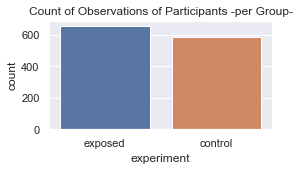 Count of Observations of Participants -per Group-
600
400
200
0
count
exposed
control
experiment